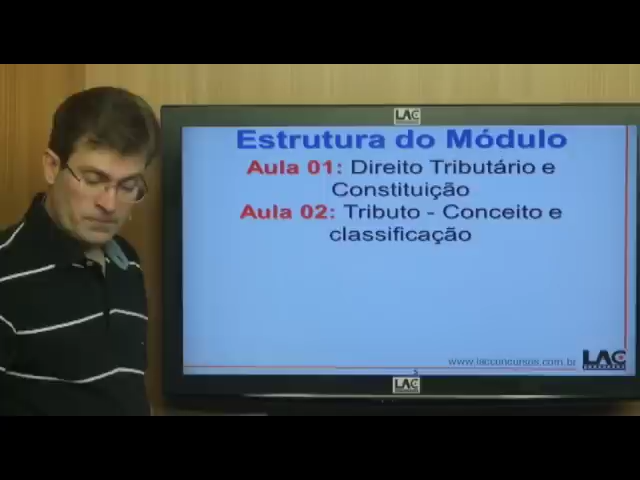 LAC
Estrutura do Módulo
Aula 01: Direito Tributário e
Constituição
Aula 02: Tributo - Conceito e
classificação
www.lacconcursos.com.br
LAC
5
LAC